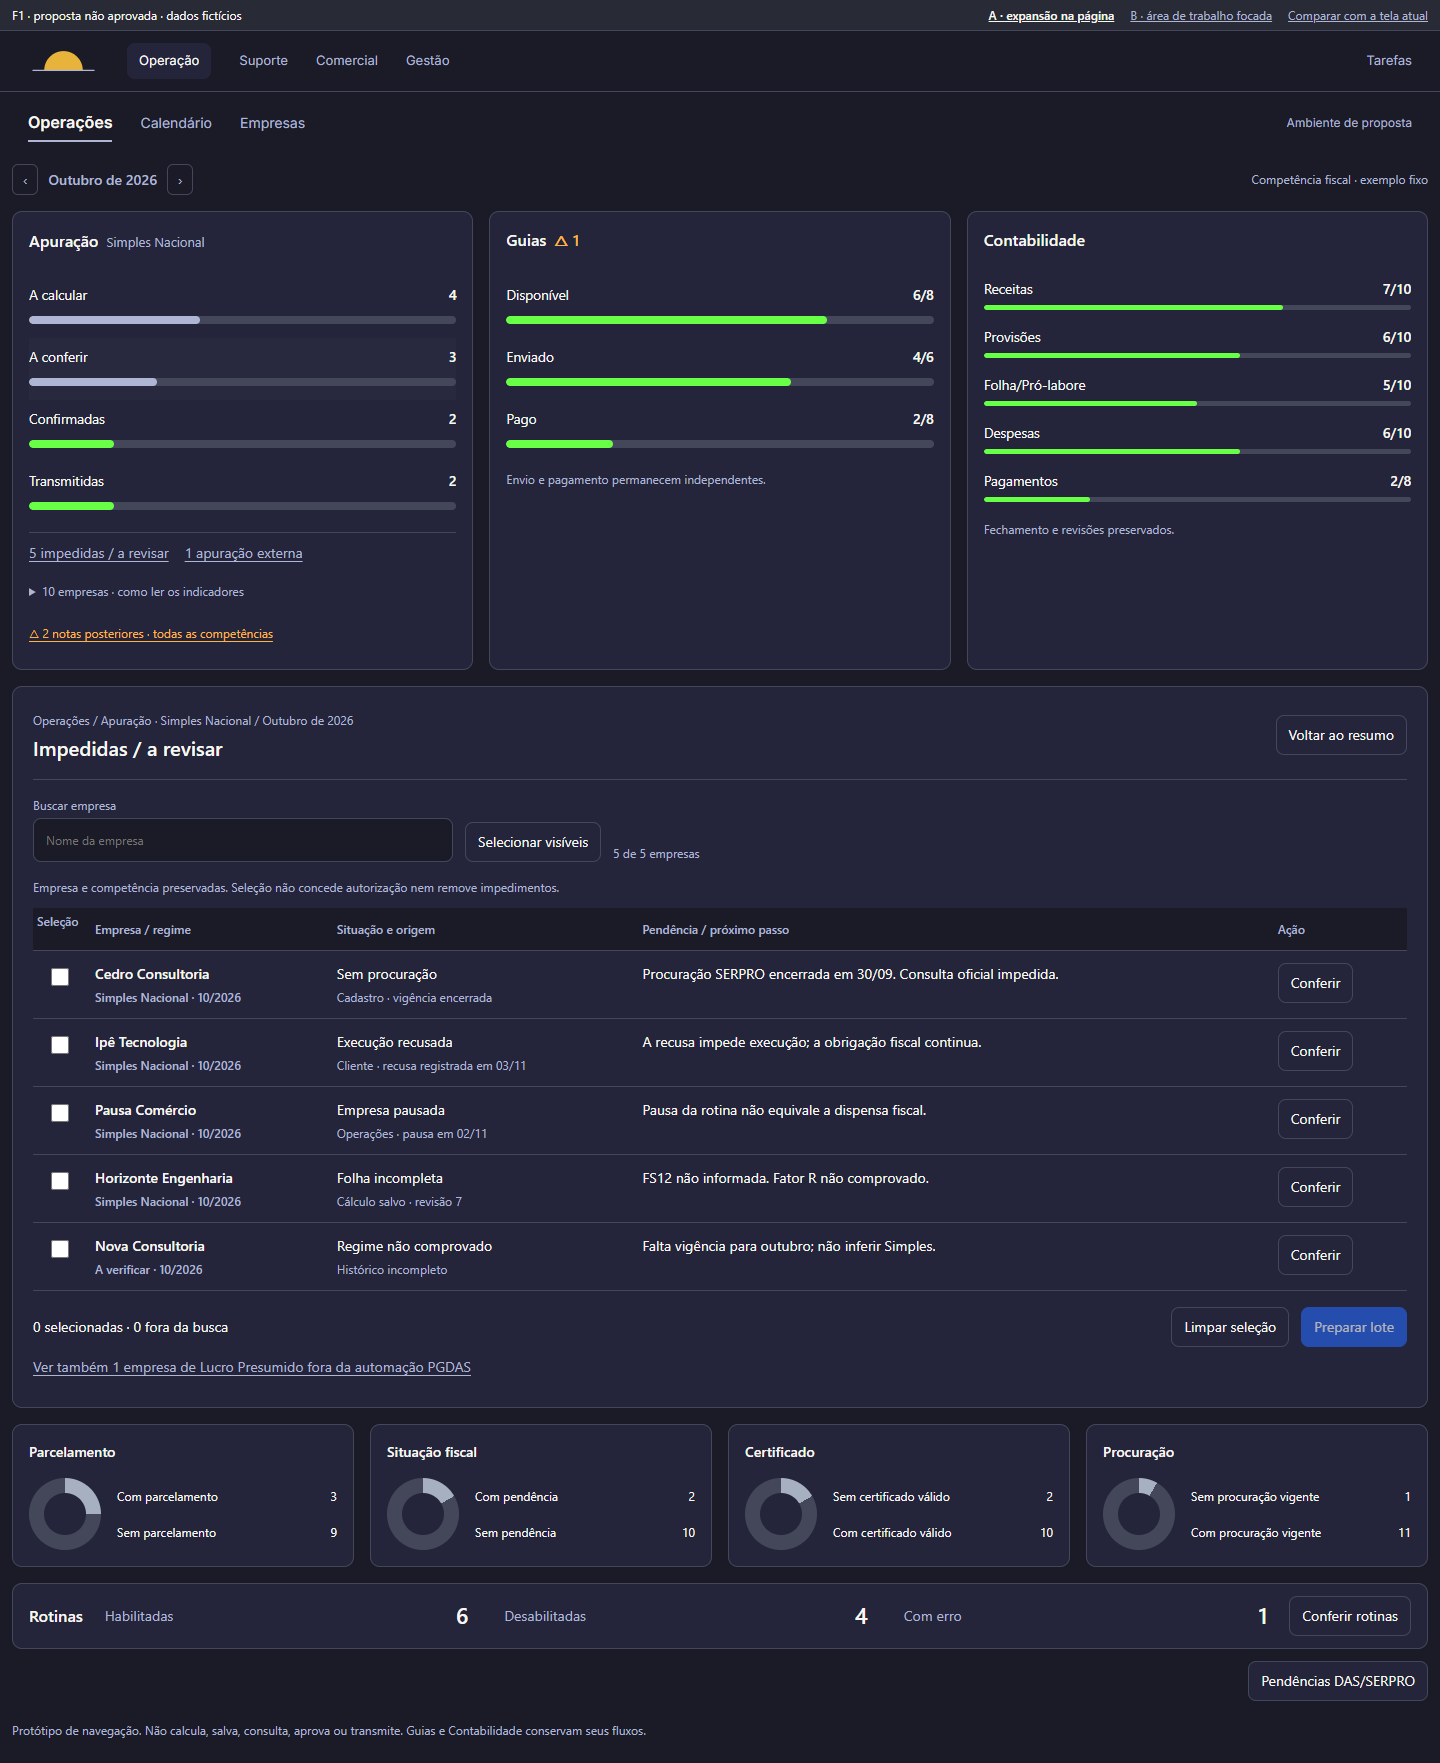 F1 · proposta não aprovada · dados fictícios
A · expansão na página
B · área de trabalho focada
Comparar com a tela atual
Operação
Suporte
Comercial
Gestão
Tarefas
Operações
Calendário
Empresas
Ambiente de proposta
‹
Outubro de 2026
›
Competência fiscal · exemplo fixo
Apuração Simples Nacional
A calcular 4
A conferir 3
Confirmadas 2
Transmitidas 2
5 impedidas / a revisar
1 apuração externa
▶ 10 empresas · como ler os indicadores
△ 2 notas posteriores · todas as competências
Guias △ 1
Disponível 6/8
Enviado 4/6
Pago 2/8
Envio e pagamento permanecem independentes.
Contabilidade
Receitas 7/10
Provisões 6/10
Folha/Pró-labore 5/10
Despesas 6/10
Pagamentos 2/8
Fechamento e revisões preservados.
Operações / Apuração · Simples Nacional / Outubro de 2026
Impedidas / a revisar
Voltar ao resumo
Buscar empresa
Nome da empresa
Selecionar visíveis
5 de 5 empresas
Empresa e competência preservadas. Seleção não concede autorização nem remove impedimentos.
Seleção Empresa / regime Situação e origem Pendência / próximo passo Ação
Cedro Consultoria Sem procuração Procuração SERPRO encerrada em 30/09. Consulta oficial impedida. Conferir
Simples Nacional · 10/2026 Cadastro · vigência encerrada
Ipê Tecnologia Execução recusada A recusa impede execução; a obrigação fiscal continua. Conferir
Simples Nacional · 10/2026 Cliente · recusa registrada em 03/11
Pausa Comércio Empresa pausada Pausa da rotina não equivale a dispensa fiscal. Conferir
Simples Nacional · 10/2026 Operações · pausa em 02/11
Horizonte Engenharia Folha incompleta FS12 não informada. Fator R não comprovado. Conferir
Simples Nacional · 10/2026 Cálculo salvo · revisão 7
Nova Consultoria Regime não comprovado Falta vigência para outubro; não inferir Simples. Conferir
A verificar · 10/2026 Histórico incompleto
0 selecionadas · 0 fora da busca
Limpar seleção
Preparar lote
Ver também 1 empresa de Lucro Presumido fora da automação PGDAS
Parcelamento
Com parcelamento 3
Sem parcelamento 9
Situação fiscal
Com pendência 2
Sem pendência 10
Certificado
Sem certificado válido 2
Com certificado válido 10
Procuração
Sem procuração vigente 1
Com procuração vigente 11
Rotinas Habilitadas 6 Desabilitadas 4 Com erro 1 Conferir rotinas
Pendências DAS/SERPRO
Protótipo de navegação. Não calcula, salva, consulta, aprova ou transmite. Guias e Contabilidade conservam seus fluxos.